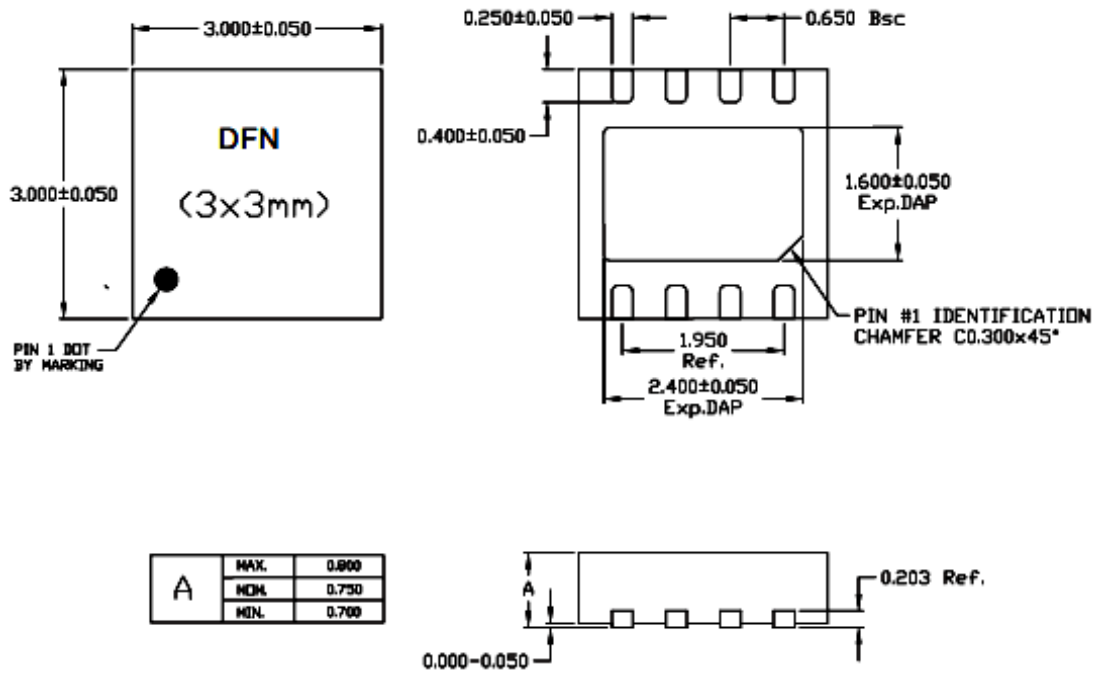 3.000±0.050
3.000±0.050
DFN
(3x3mm)
PIN 1 DOT
BY MARKING
0.250±0.050
0.650 Bsc
0.400±0.050
1.600±0.050
Exp.DAP
PIN #1 IDENTIFICATION
CHAMFER C0.300x45°
1.950
Ref.
2.400±0.050
Exp.DAP
A
MAX. 0.800
NOM. 0.750
MIN. 0.700
A
0.203 Ref.
0.000-0.050